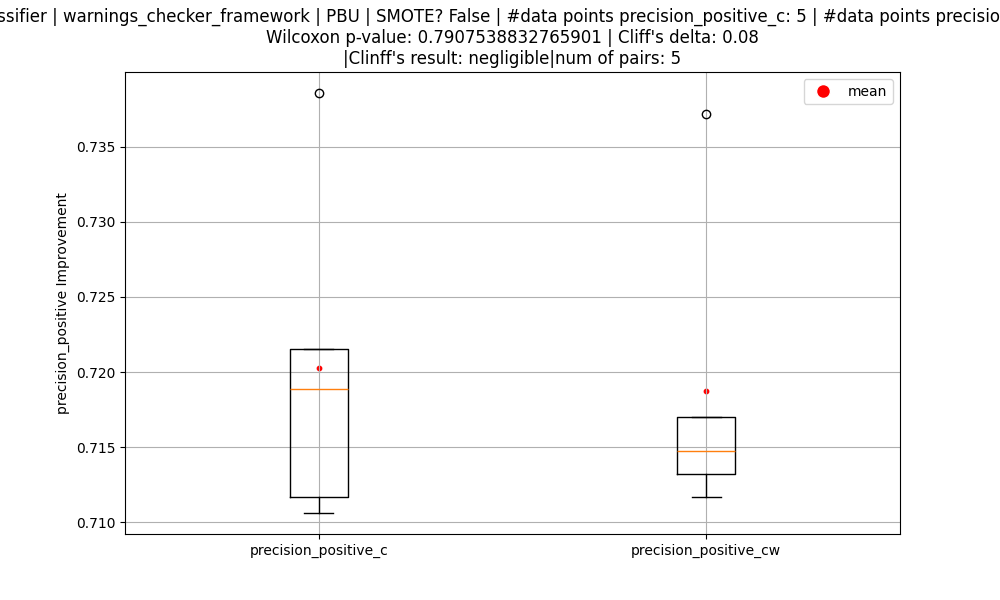 | warnings_checker_framework | PBU | SMOTE? False | #data points precision_positive_c: 5 | #data points
Wilcoxon p-value: 0.7907538832765901 | Cliff's delta: 0.08
|Clinff's result: negligible|num of pairs: 5
mean
0.735
0.730
0.725
0.720
0.715
0.710
precision_positive Improvement
precision_positive_c
precision_positive_cw